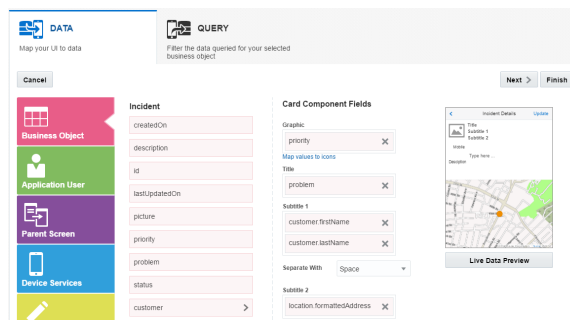 DATA
Map your UI to data
QUERY
Filter the data queried for your selected
business object
Cancel
Next
Finish
Business Object
Application User
Parent Screen
Device Services
Incident
createdOn
description
id
lastUpdatedOn
picture
priority
problem
status
customer
Card Component Fields
Graphic
priority
Map values to icons
Title
problem
Subtitle 1
customer.firstName
customer.lastName
Separate With
Space
Subtitle 2
location.formattedAddress
Incident Details
Update
Title
Subtitle 1
Subtitle 2
Mobile
Type here ...
Description
Live Data Preview